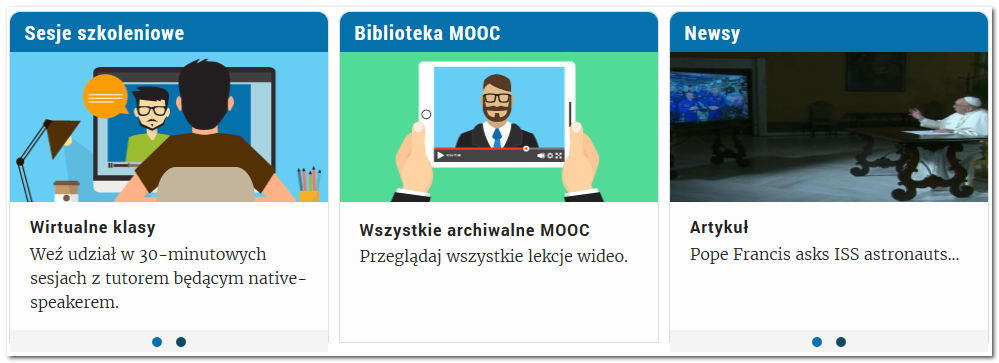 Sesje szkoleniowe
Wirtualne klasy
Weź udział w 30-minutowych
sesjach z tutorem będącym native-
speakerem.
Biblioteka MOOC
Wszystkie archiwalne MOOC
Przeglądaj wszystkie lekcje wideo.
Newsy
Artykuł
Pope Francis asks ISS astronauts...